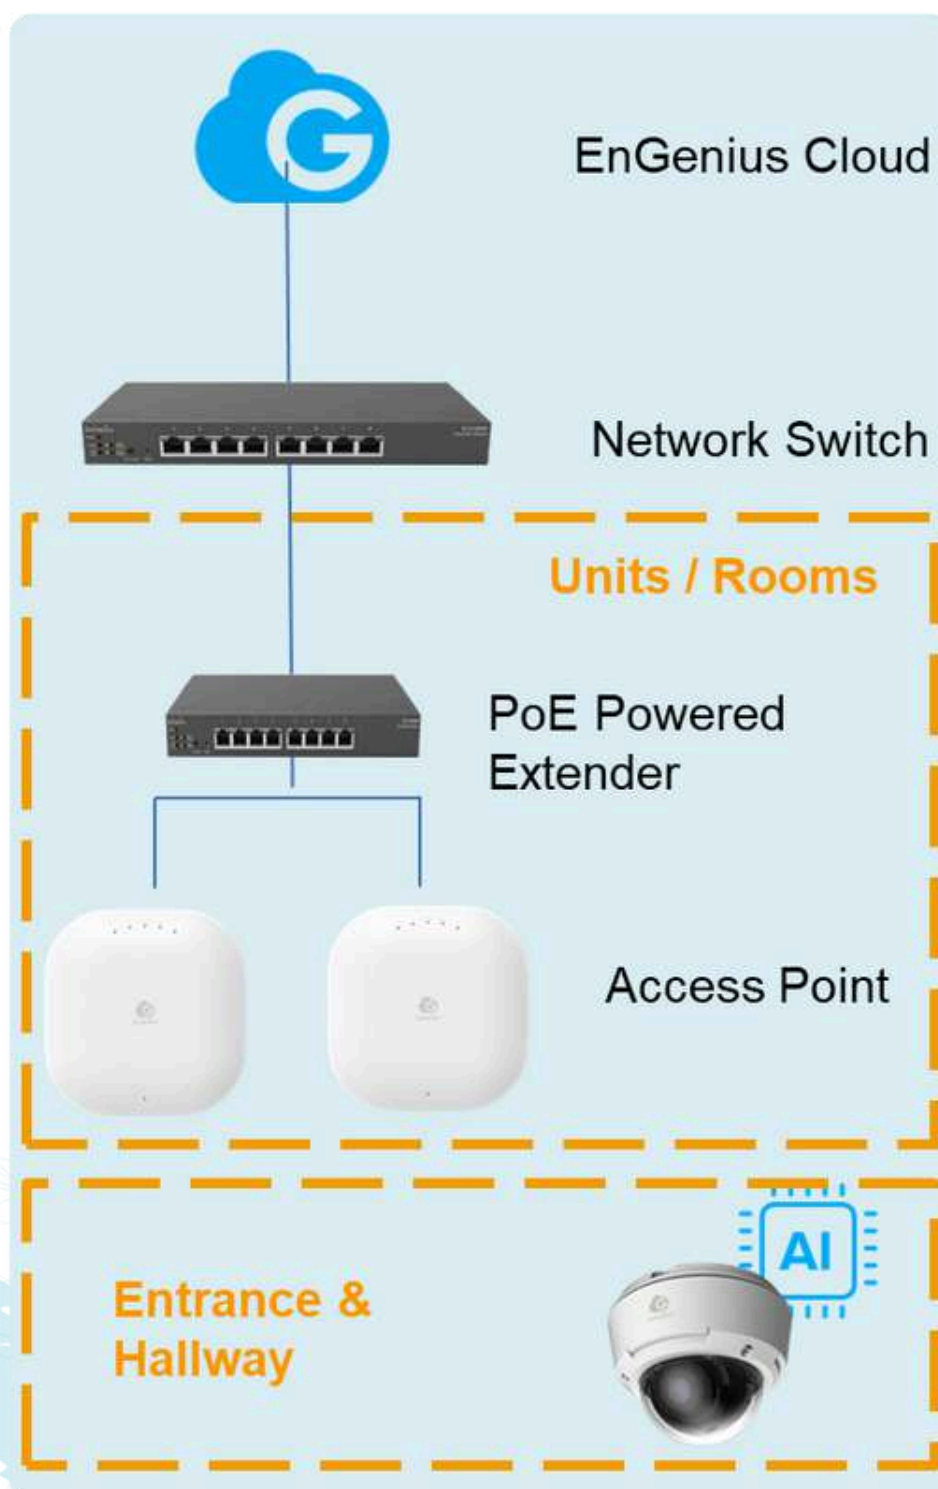 G
EnGenius Cloud
Network Switch
Units / Rooms
PoE Powered
Extender
Access Point
AI
Entrance &
Hallway